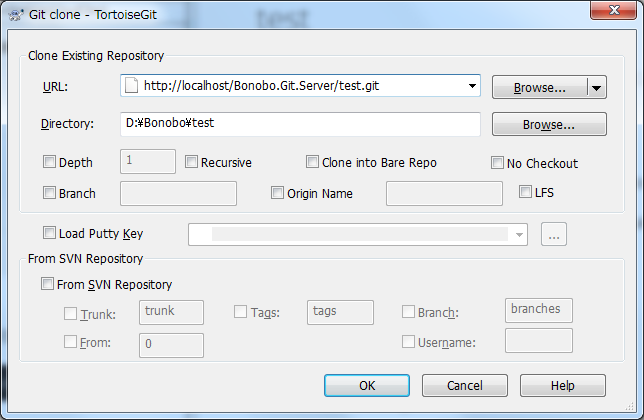 Git clone - TortoiseGit
test
Clone Existing Repository
URL: http://localhost/Bonobo.Git.Server/test.git Browse...
Directory: D:¥Bonobo¥test Browse...
Depth 1 Recursive Clone into Bare Repo No Checkout
Branch Origin Name LFS
Load Putty Key ...
From SVN Repository
From SVN Repository
Trunk: trunk Tags: tags Branch: branches
From: 0 Username:
OK Cancel Help